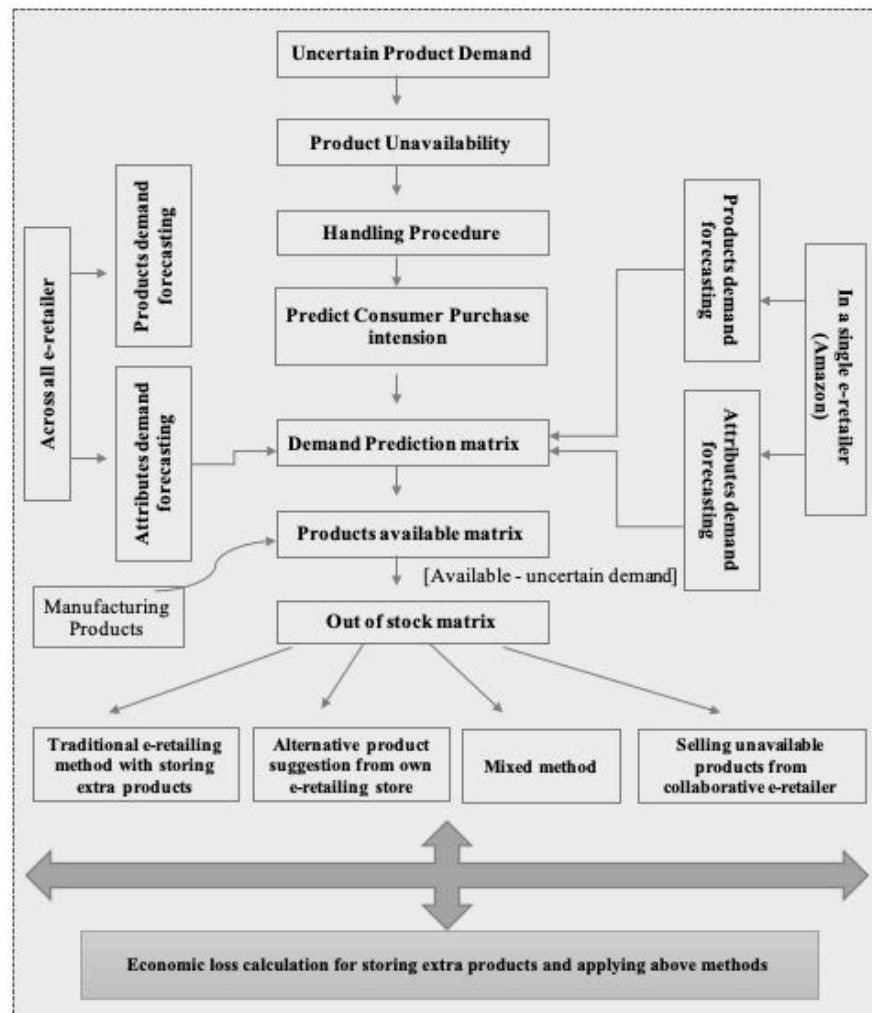 Uncertain Product Demand
Product Unavailability
Handling Procedure
Predict Consumer Purchase
intension
Demand Prediction matrix
Products available matrix
[Available - uncertain demand]
Out of stock matrix
Across all e-retailer
Products demand
forecasting
Attributes demand
forecasting
Manufacturing
Products
Products demand
forecasting
Attributes demand
forecasting
In a single e-retailer
(Amazon)
Traditional e-retailing
method with storing
extra products
Alternative product
suggestion from own
e-retailing store
Mixed method
Selling unavailable
products from
collaborative e-retailer
Economic loss calculation for storing extra products and applying above methods